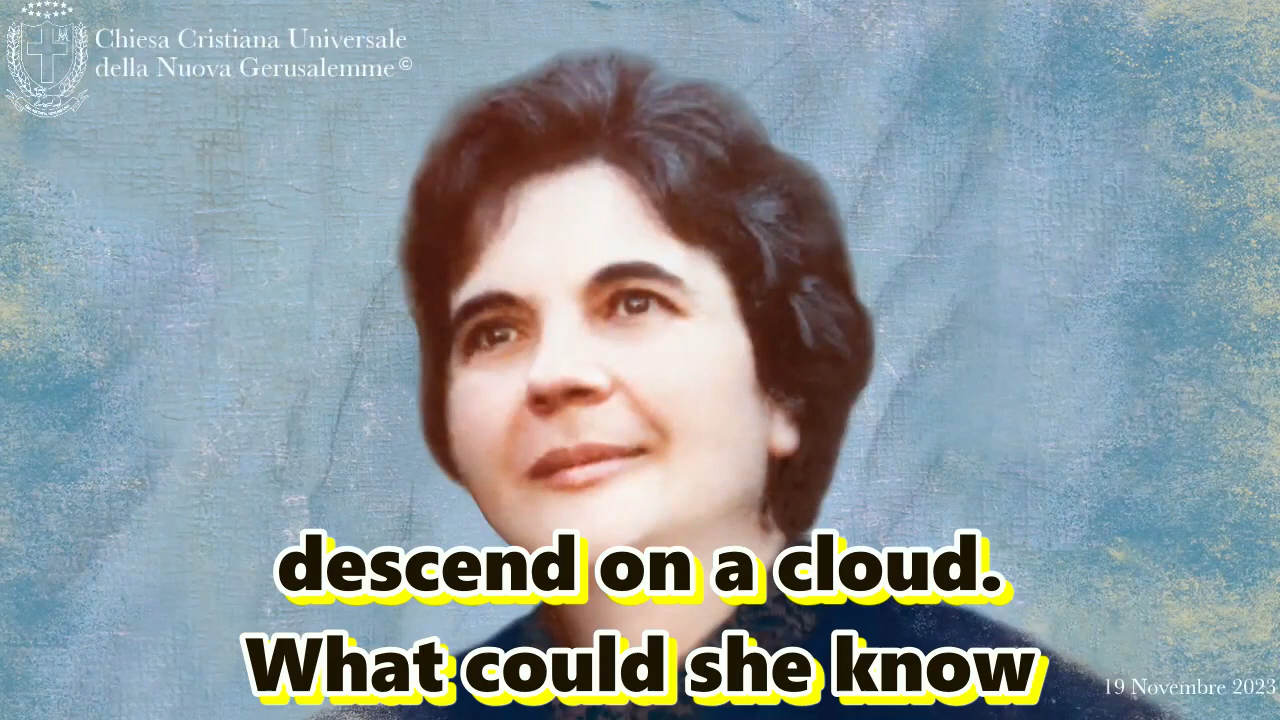 Chiesa Cristiana Universale
della Nuova Gerusalemme©
descend on a cloud.
What could she know
19 Novembre 2023